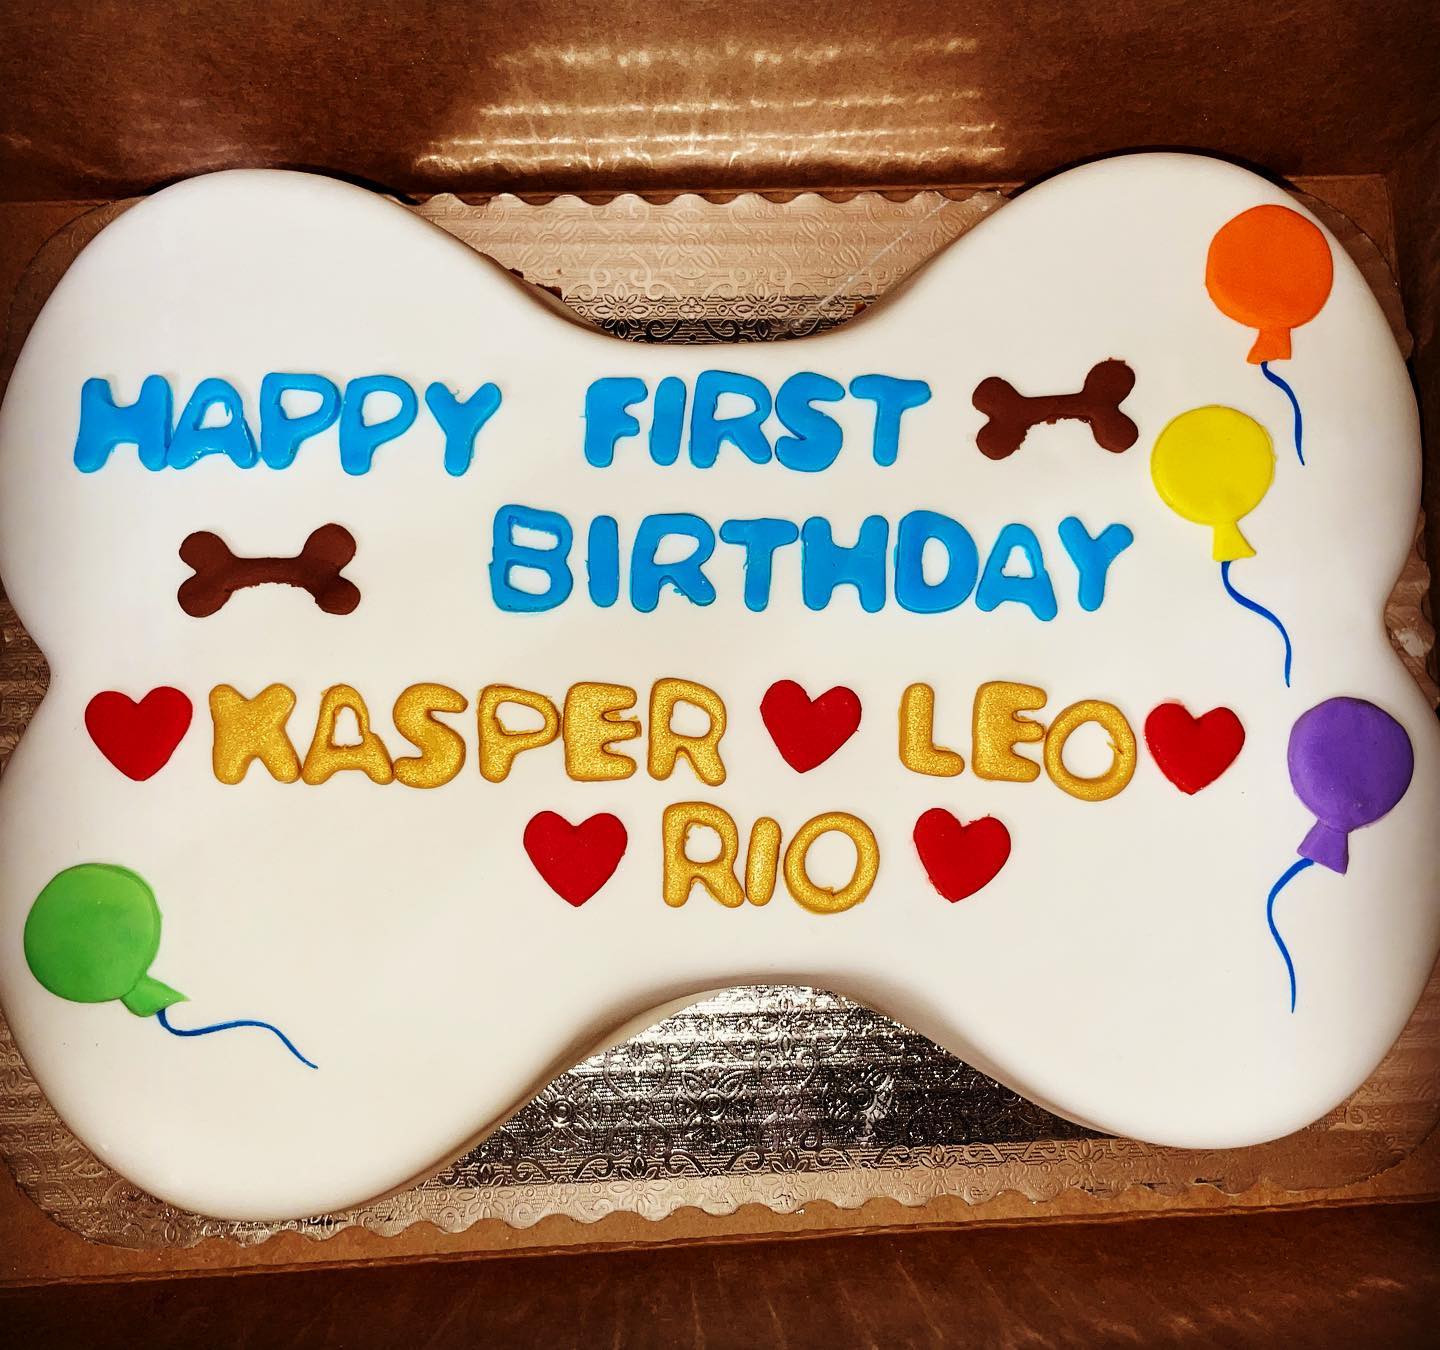 HAPPY FIRST
BIRTHDAY
KASPER LEO
RIO